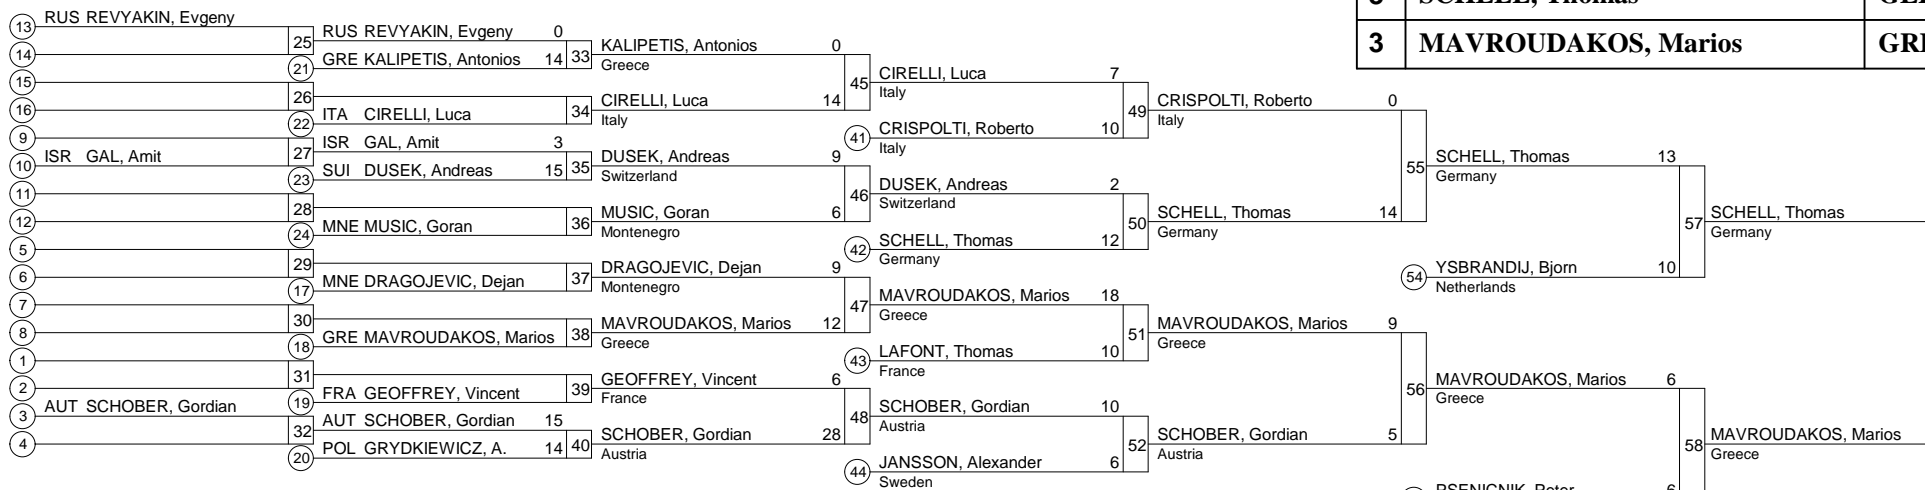 3 MAVROUDAKOS, Marios
13 RUS REVYAKIN, Evgeny
14
15
16
9
10 ISR GAL, Amit
11
12
5
6
7
8
1
2
3 AUT SCHOBER, Gordian
4
25 RUS REVYAKIN, Evgeny 0
21 GRE KALIPETIS, Antonios 14
26
22 ITA CIRELLI, Luca
27 ISR GAL, Amit 3
23 SUI DUSEK, Andreas 15
28
24 MNE MUSIC, Goran
29
17 MNE DRAGOJEVIC, Dejan
30
18 GRE MAVROUDAKOS, Marios
31
19 FRA GEOFFREY, Vincent
32 AUT SCHOBER, Gordian 15
20 POL GRYDKIEWICZ, A. 14
33 KALIPETIS, Antonios 0
Greece
34 CIRELLI, Luca 14
Italy
35 DUSEK, Andreas 9
Switzerland
36 MUSIC, Goran 6
Montenegro
37 DRAGOJEVIC, Dejan 9
Montenegro
38 MAVROUDAKOS, Marios 12
Greece
39 GEOFFREY, Vincent 6
France
40 SCHOBER, Gordian 28
Austria
45 CIRELLI, Luca 7
Italy
41 CRISPOLTI, Roberto 10
Italy
46 DUSEK, Andreas 2
Switzerland
42 SCHELL, Thomas 12
Germany
47 MAVROUDAKOS, Marios 18
Greece
43 LAFONT, Thomas 10
France
48 SCHOBER, Gordian 10
Austria
44 JANSSON, Alexander 6
Sweden
49 CRISPOLTI, Roberto 0
Italy
50 SCHELL, Thomas 14
Germany
51 MAVROUDAKOS, Marios 9
Greece
52 SCHOBER, Gordian 5
Austria
55 SCHELL, Thomas 13
Germany
54 YSBRANDIJ, Bjorn 10
Netherlands
56 MAVROUDAKOS, Marios 6
Greece
57 SCHELL, Thomas
Germany
58 MAVROUDAKOS, Marios
Greece